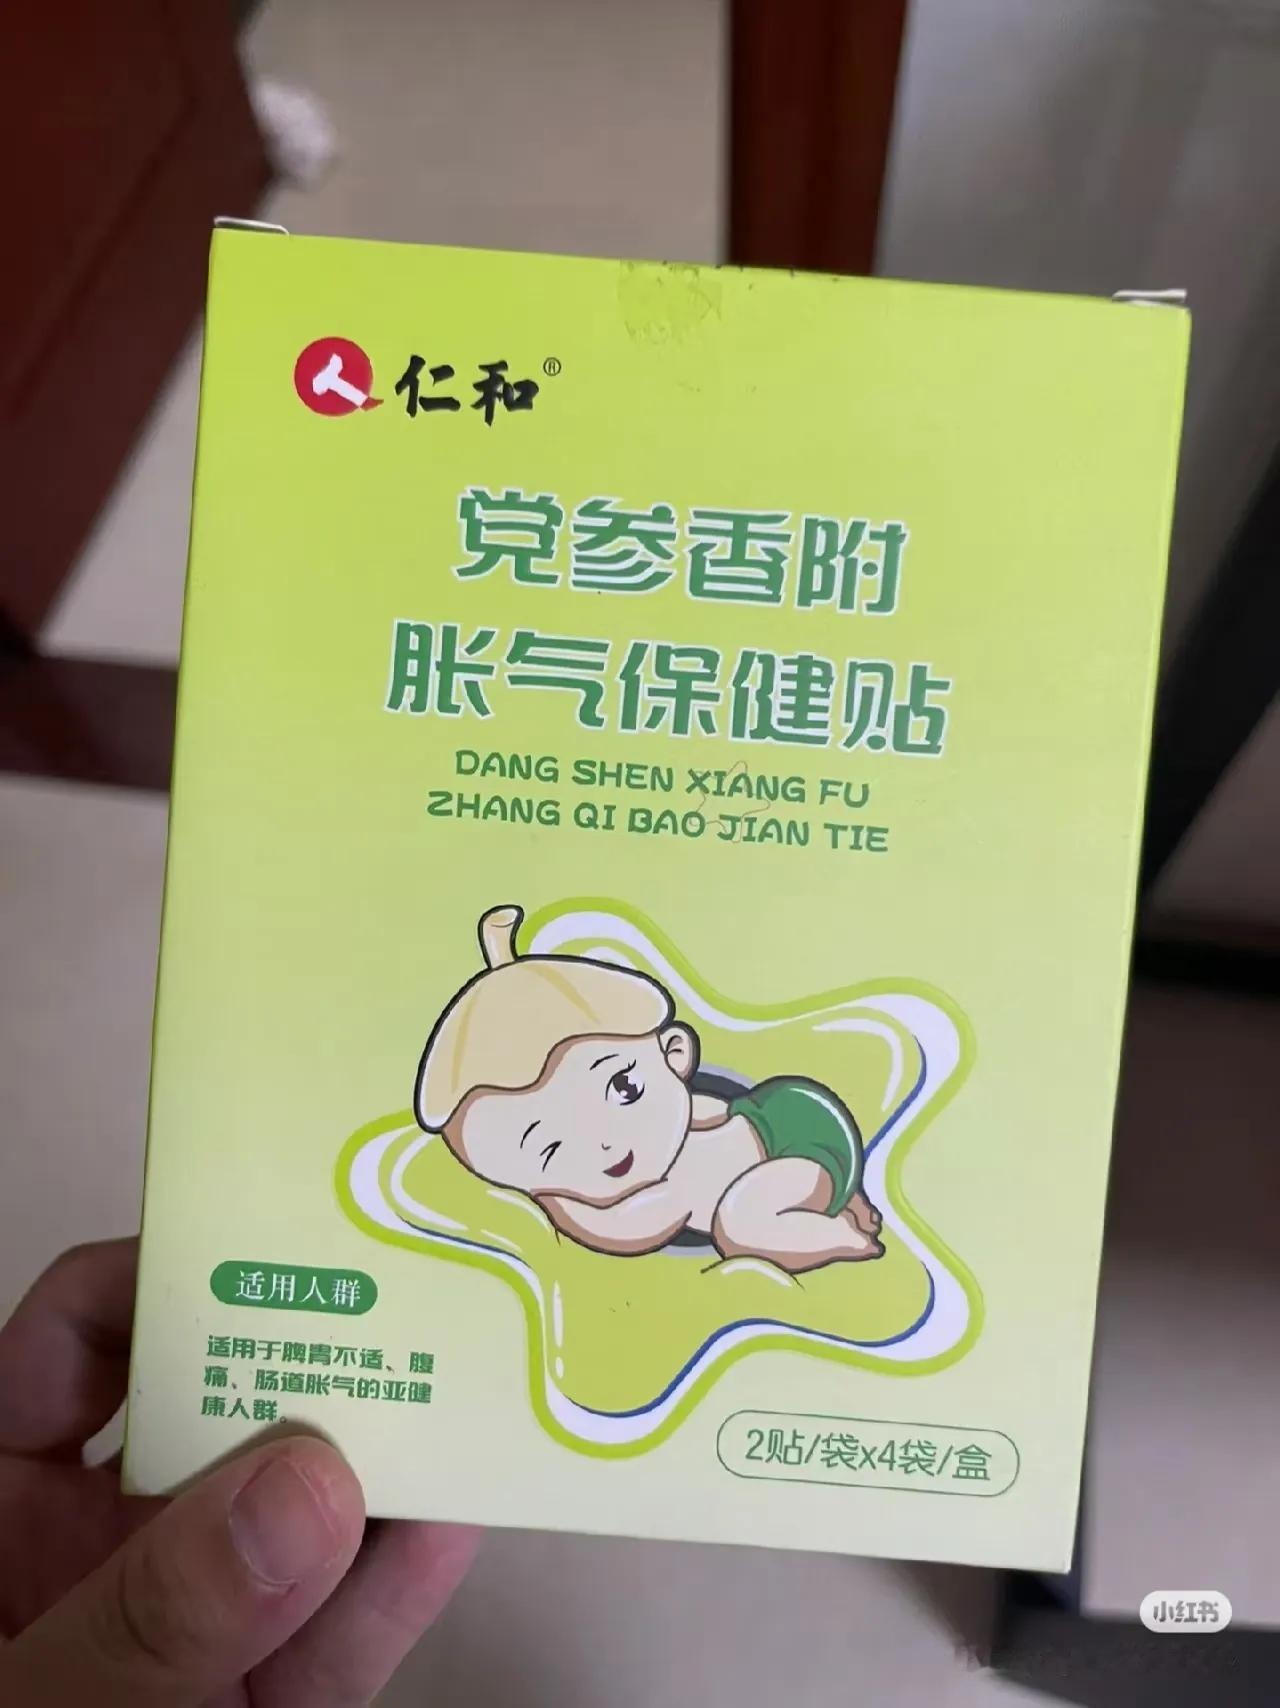 仁和®
党参香附
胀气保健贴
DANG SHEN XIANG FU
ZHANG QI BAO JIAN TIE
适用人群
适用于脾胃不适、腹
痛、肠道胀气的亚健
康人群。
2贴/袋x4袋/盒
小红书